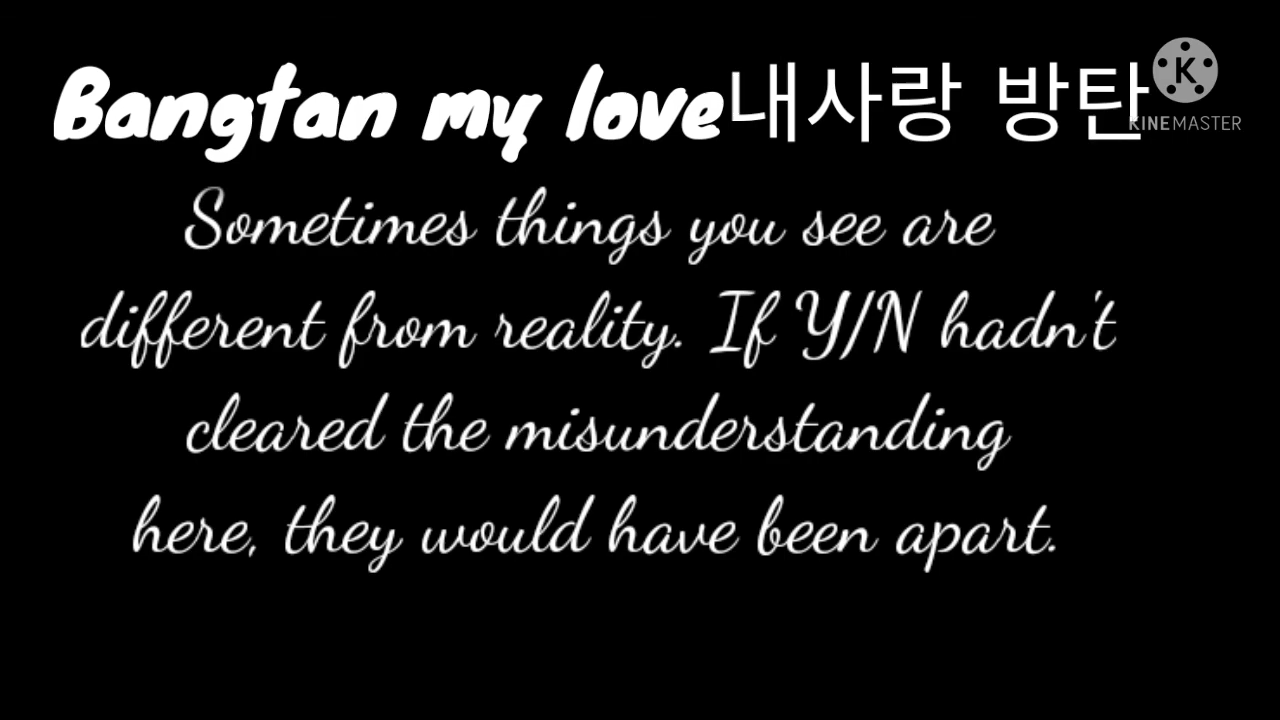 Bangtan my love내사랑 방탄
K
KINEMASTER
Sometimes things you see are
different from reality. If Y/N hadn't
cleared the misunderstanding
here, they would have been apart.